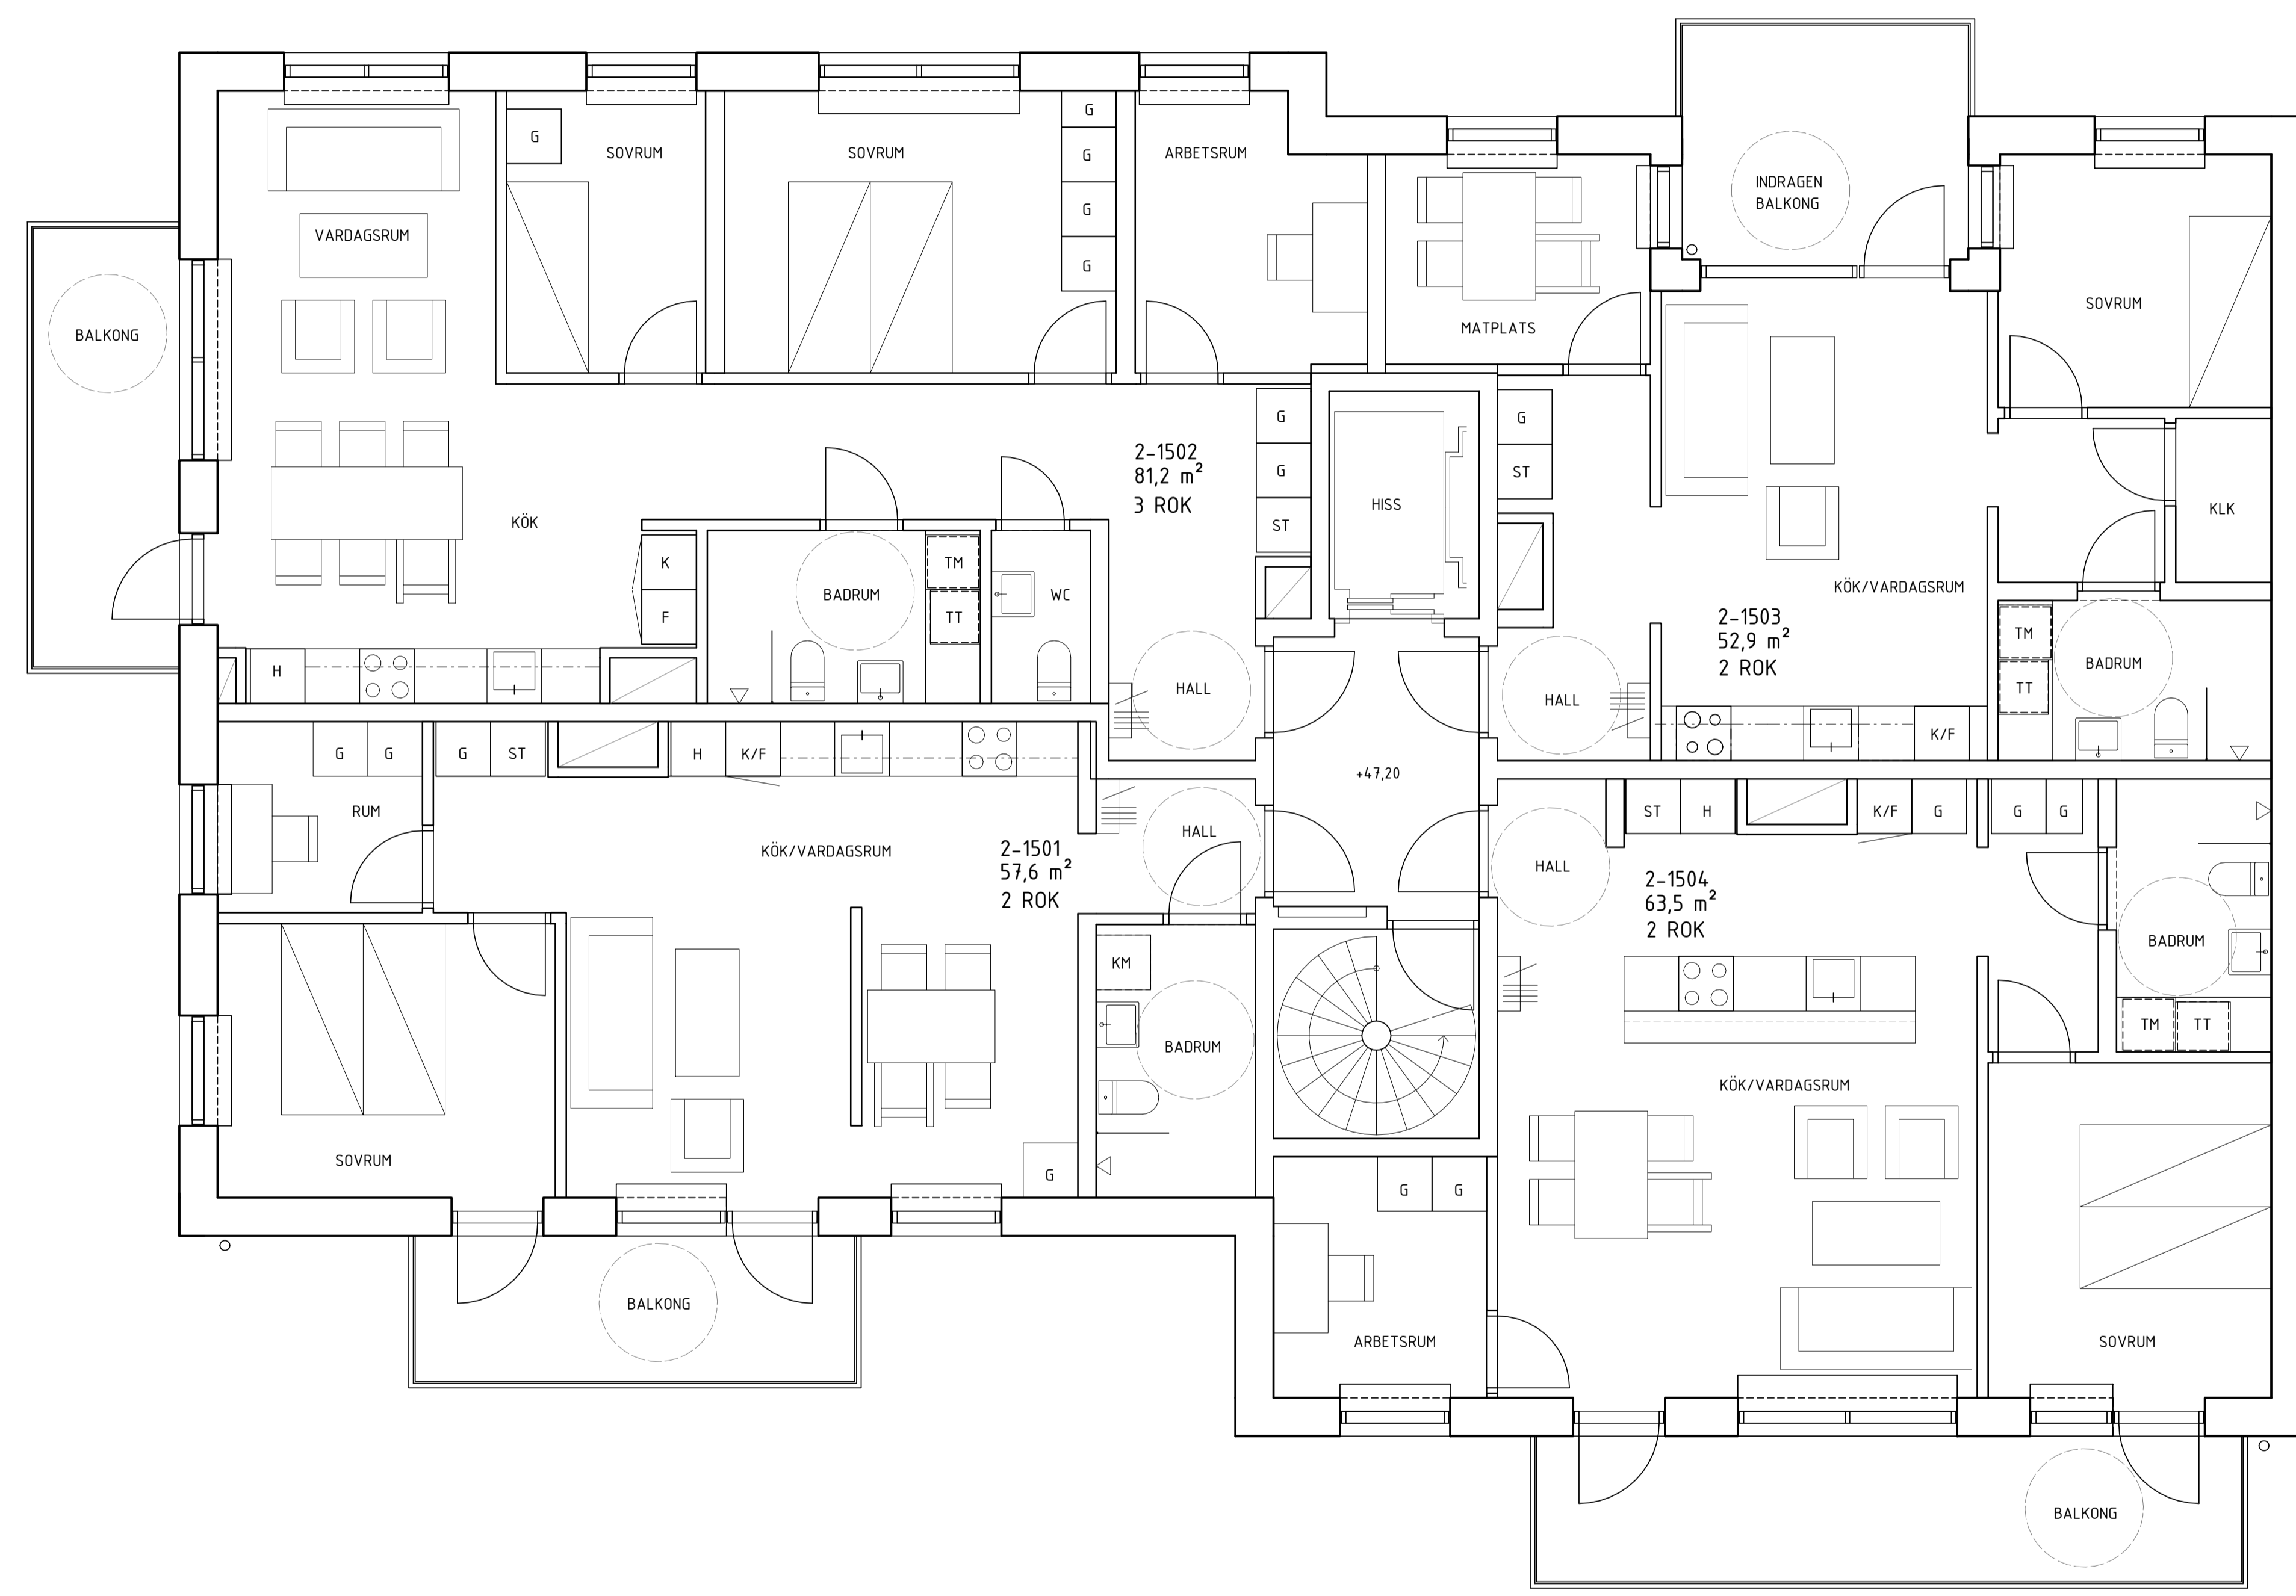 INDRAGEN
BALKONG
G
G
SOVRUM
SOVRUM
ARBETSRUM
G
G
G
VARDAGSRUM
BALKONG
MATPLATS
SOVRUM
G
G
ST
G
ST
HISS
2-1502
81,2 m²
3 ROK
KÖK
KLK
K
F
BADRUM
TM
TT
WC
KÖK/VARDAGSRUM
2-1503
52,9 m²
2 ROK
TM
TT
BADRUM
H
HALL
HALL
K/F
G
G
G
ST
H
K/F
+47,20
RUM
KÖK/VARDAGSRUM
HALL
2-1501
57,6 m²
2 ROK
HALL
ST
H
K/F
G
G
G
2-1504
63,5 m²
2 ROK
BADRUM
KM
TM
TT
BADRUM
KÖK/VARDAGSRUM
SOVRUM
G
G
G
BALKONG
ARBETSRUM
SOVRUM
BALKONG